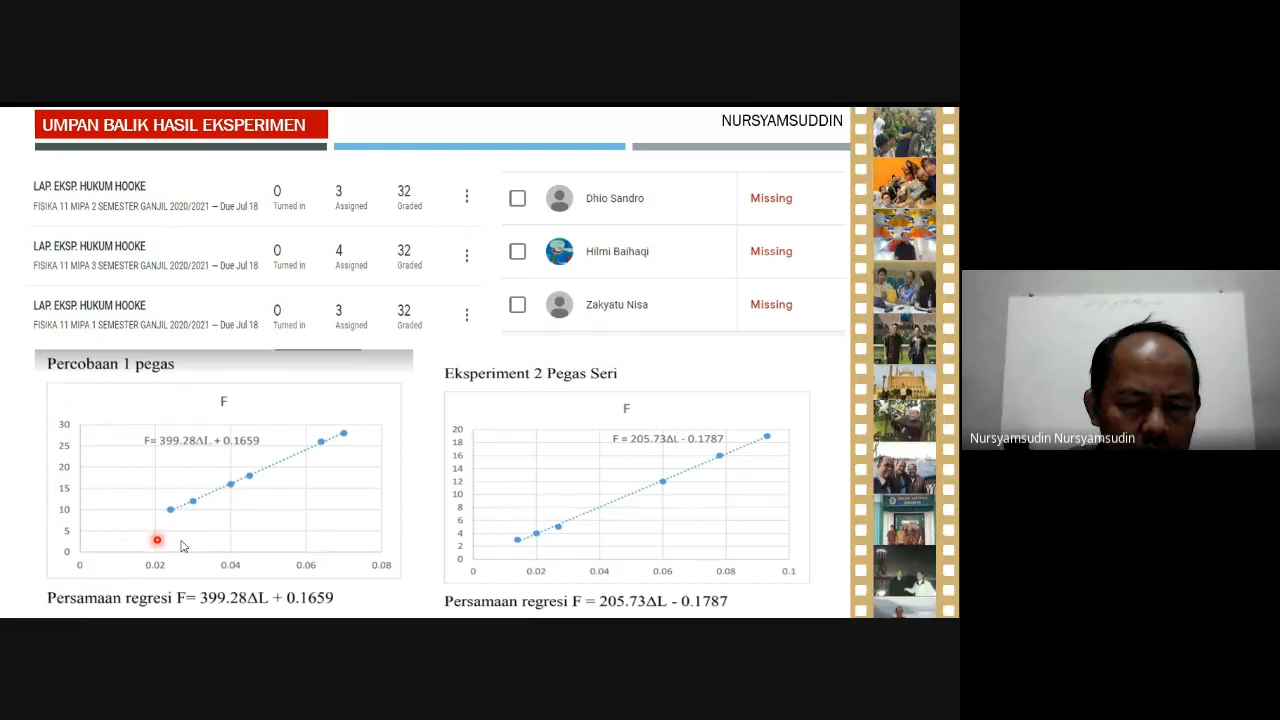 UMPAN BALIK HASIL EKSPERIMEN
NURSYAMSUDDIN
LAP. EKSP. HUKUM HOOKE
FISIKA 11 MIPA 2 SEMESTER GANJIL 2020/2021 – Due Jul 18
0
Turned in
3
Assigned
32
Graded
LAP. EKSP. HUKUM HOOKE
FISIKA 11 MIPA 3 SEMESTER GANJIL 2020/2021 – Due Jul 18
0
Turned in
4
Assigned
32
Graded
LAP. EKSP. HUKUM HOOKE
FISIKA 11 MIPA 1 SEMESTER GANJIL 2020/2021 – Due Jul 18
0
Turned in
3
Assigned
32
Graded
Dhio Sandro Missing
Hilmi Baihaqi Missing
Zakyatu Nisa Missing
Percobaan 1 pegas
F
F= 399.28ΔL + 0.1659
30
25
20
15
10
5
0
0 0.02 0.04 0.06 0.08
Persamaan regresi F= 399.28ΔL + 0.1659
Eksperiment 2 Pegas Seri
F
F = 205.73ΔL - 0.1787
20
18
16
14
12
10
8
6
4
2
0
0 0.02 0.04 0.06 0.08 0.1
Persamaan regresi F = 205.73ΔL - 0.1787
Nursyamsudin Nursyamsudin